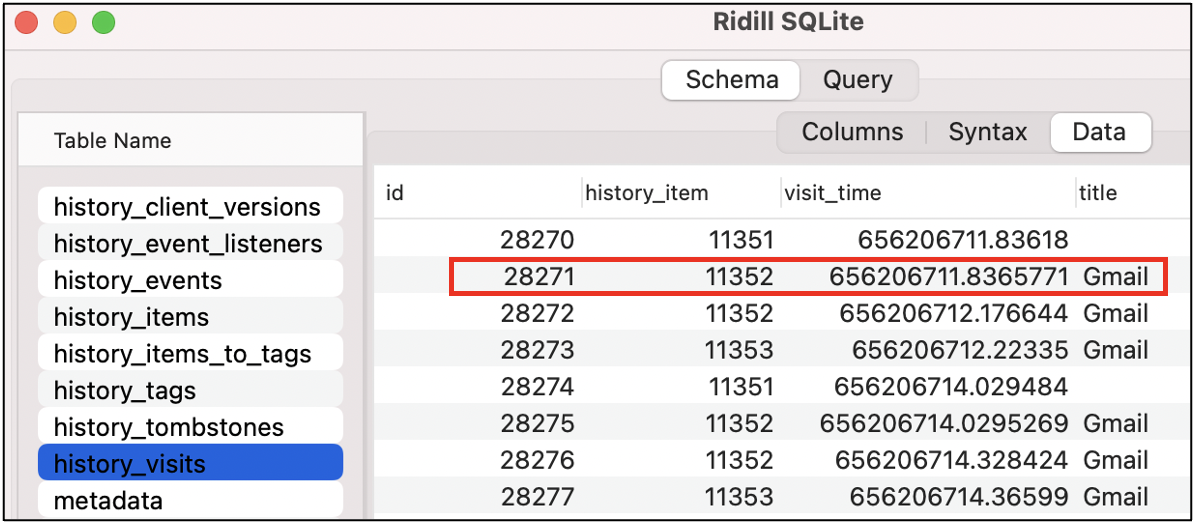 Ridill SQLite
Schema Query
Columns Syntax Data
Table Name
history_client_versions
history_event_listeners
history_events
history_items
history_items_to_tags
history_tags
history_tombstones
history_visits
metadata
id history_item visit_time title
28270 11351 656206711.83618
28271 11352 656206711.8365771 Gmail
28272 11352 656206712.176644 Gmail
28273 11353 656206712.22335 Gmail
28274 11351 656206714.029484
28275 11352 656206714.0295269 Gmail
28276 11352 656206714.328424 Gmail
28277 11353 656206714.36599 Gmail